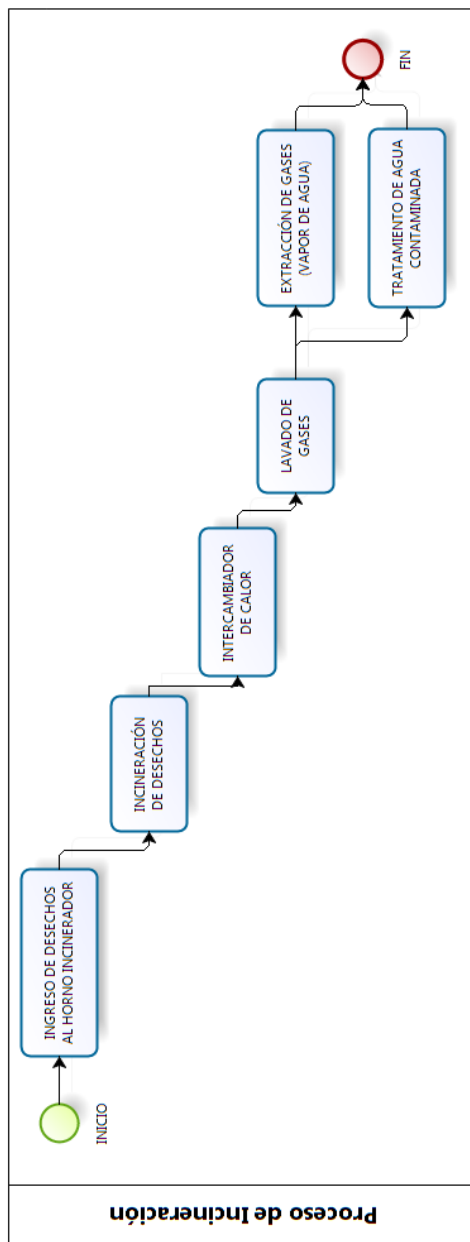 Proceso de Incineración
INICIO
INGRESO DE DESECHOS
AL HORNO INCINERADOR
INCINERACIÓN
DE DESECHOS
INTERCAMBIADOR
DE CALOR
LAVADO DE
GASES
EXTRACCIÓN DE GASES
(VAPOR DE AGUA)
TRATAMIENTO DE AGUA
CONTAMINADA
FIN